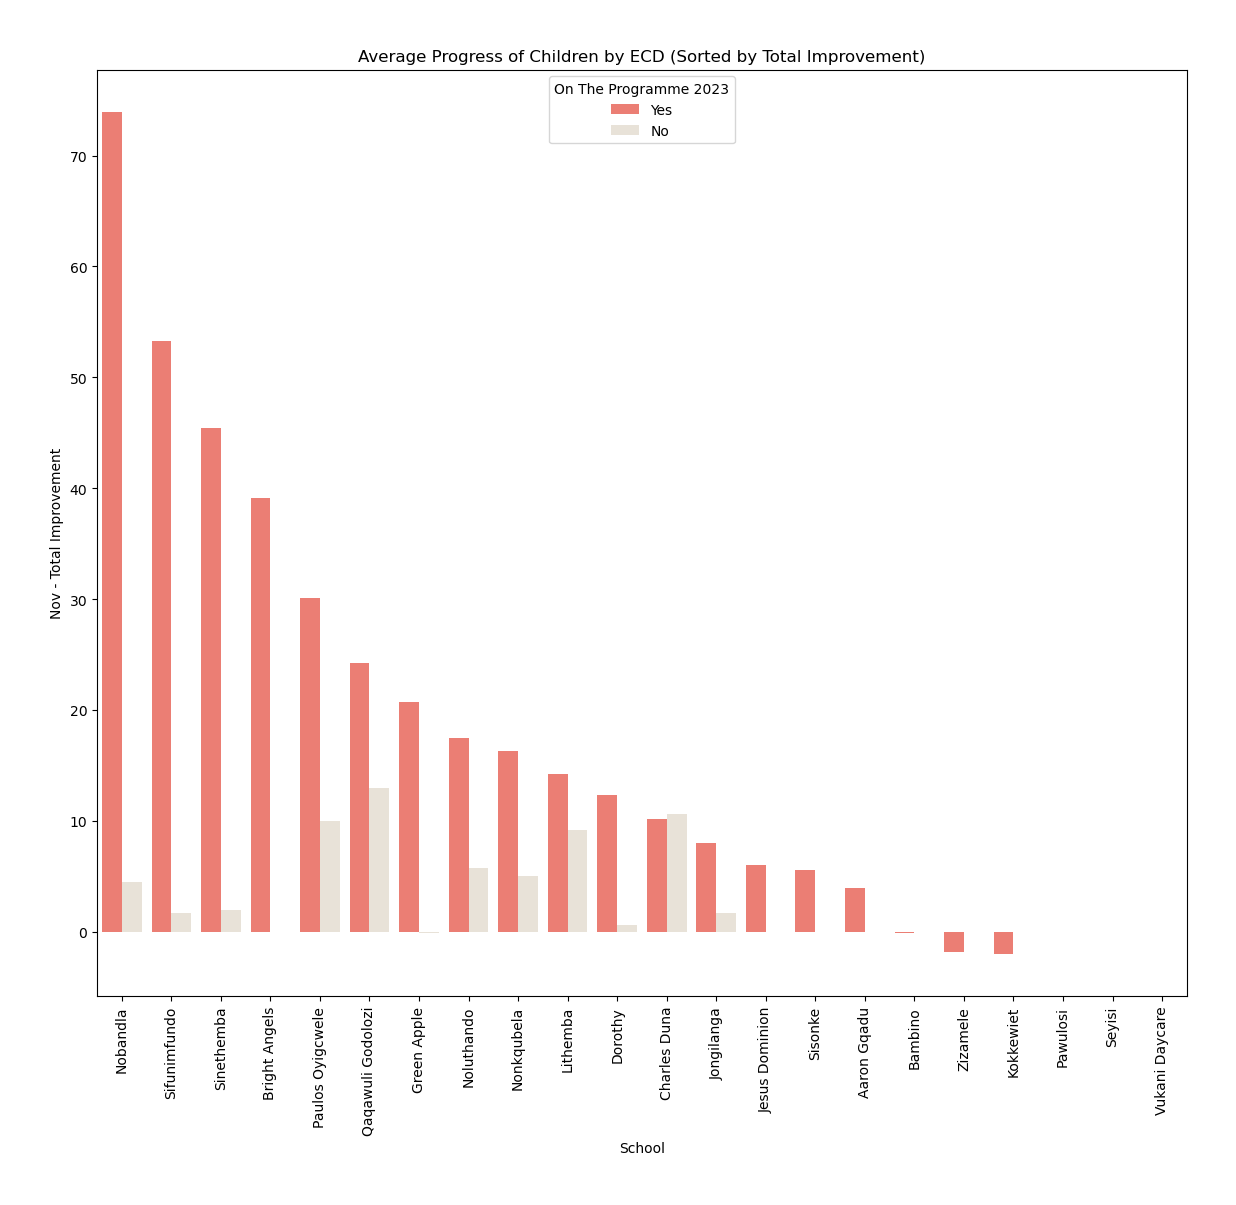 Average Progress of Children by ECD (Sorted by Total Improvement)
On The Programme 2023
Yes
No
70
60
50
40
30
20
10
0
Nov - Total Improvement
Nobandla
Sifuninfundo
Sinethemba
Bright Angels
Paulos Oyigcwele
Qaqawuli Godolozi
Green Apple
Noluthando
Nonkqubela
Lithemba
Dorothy
Charles Duna
Jongilanga
Jesus Dominion
Sisonke
Aaron Gqadu
Bambino
Zizamele
Kokkewiet
Pawulosi
Seyisi
Vukani Daycare
School